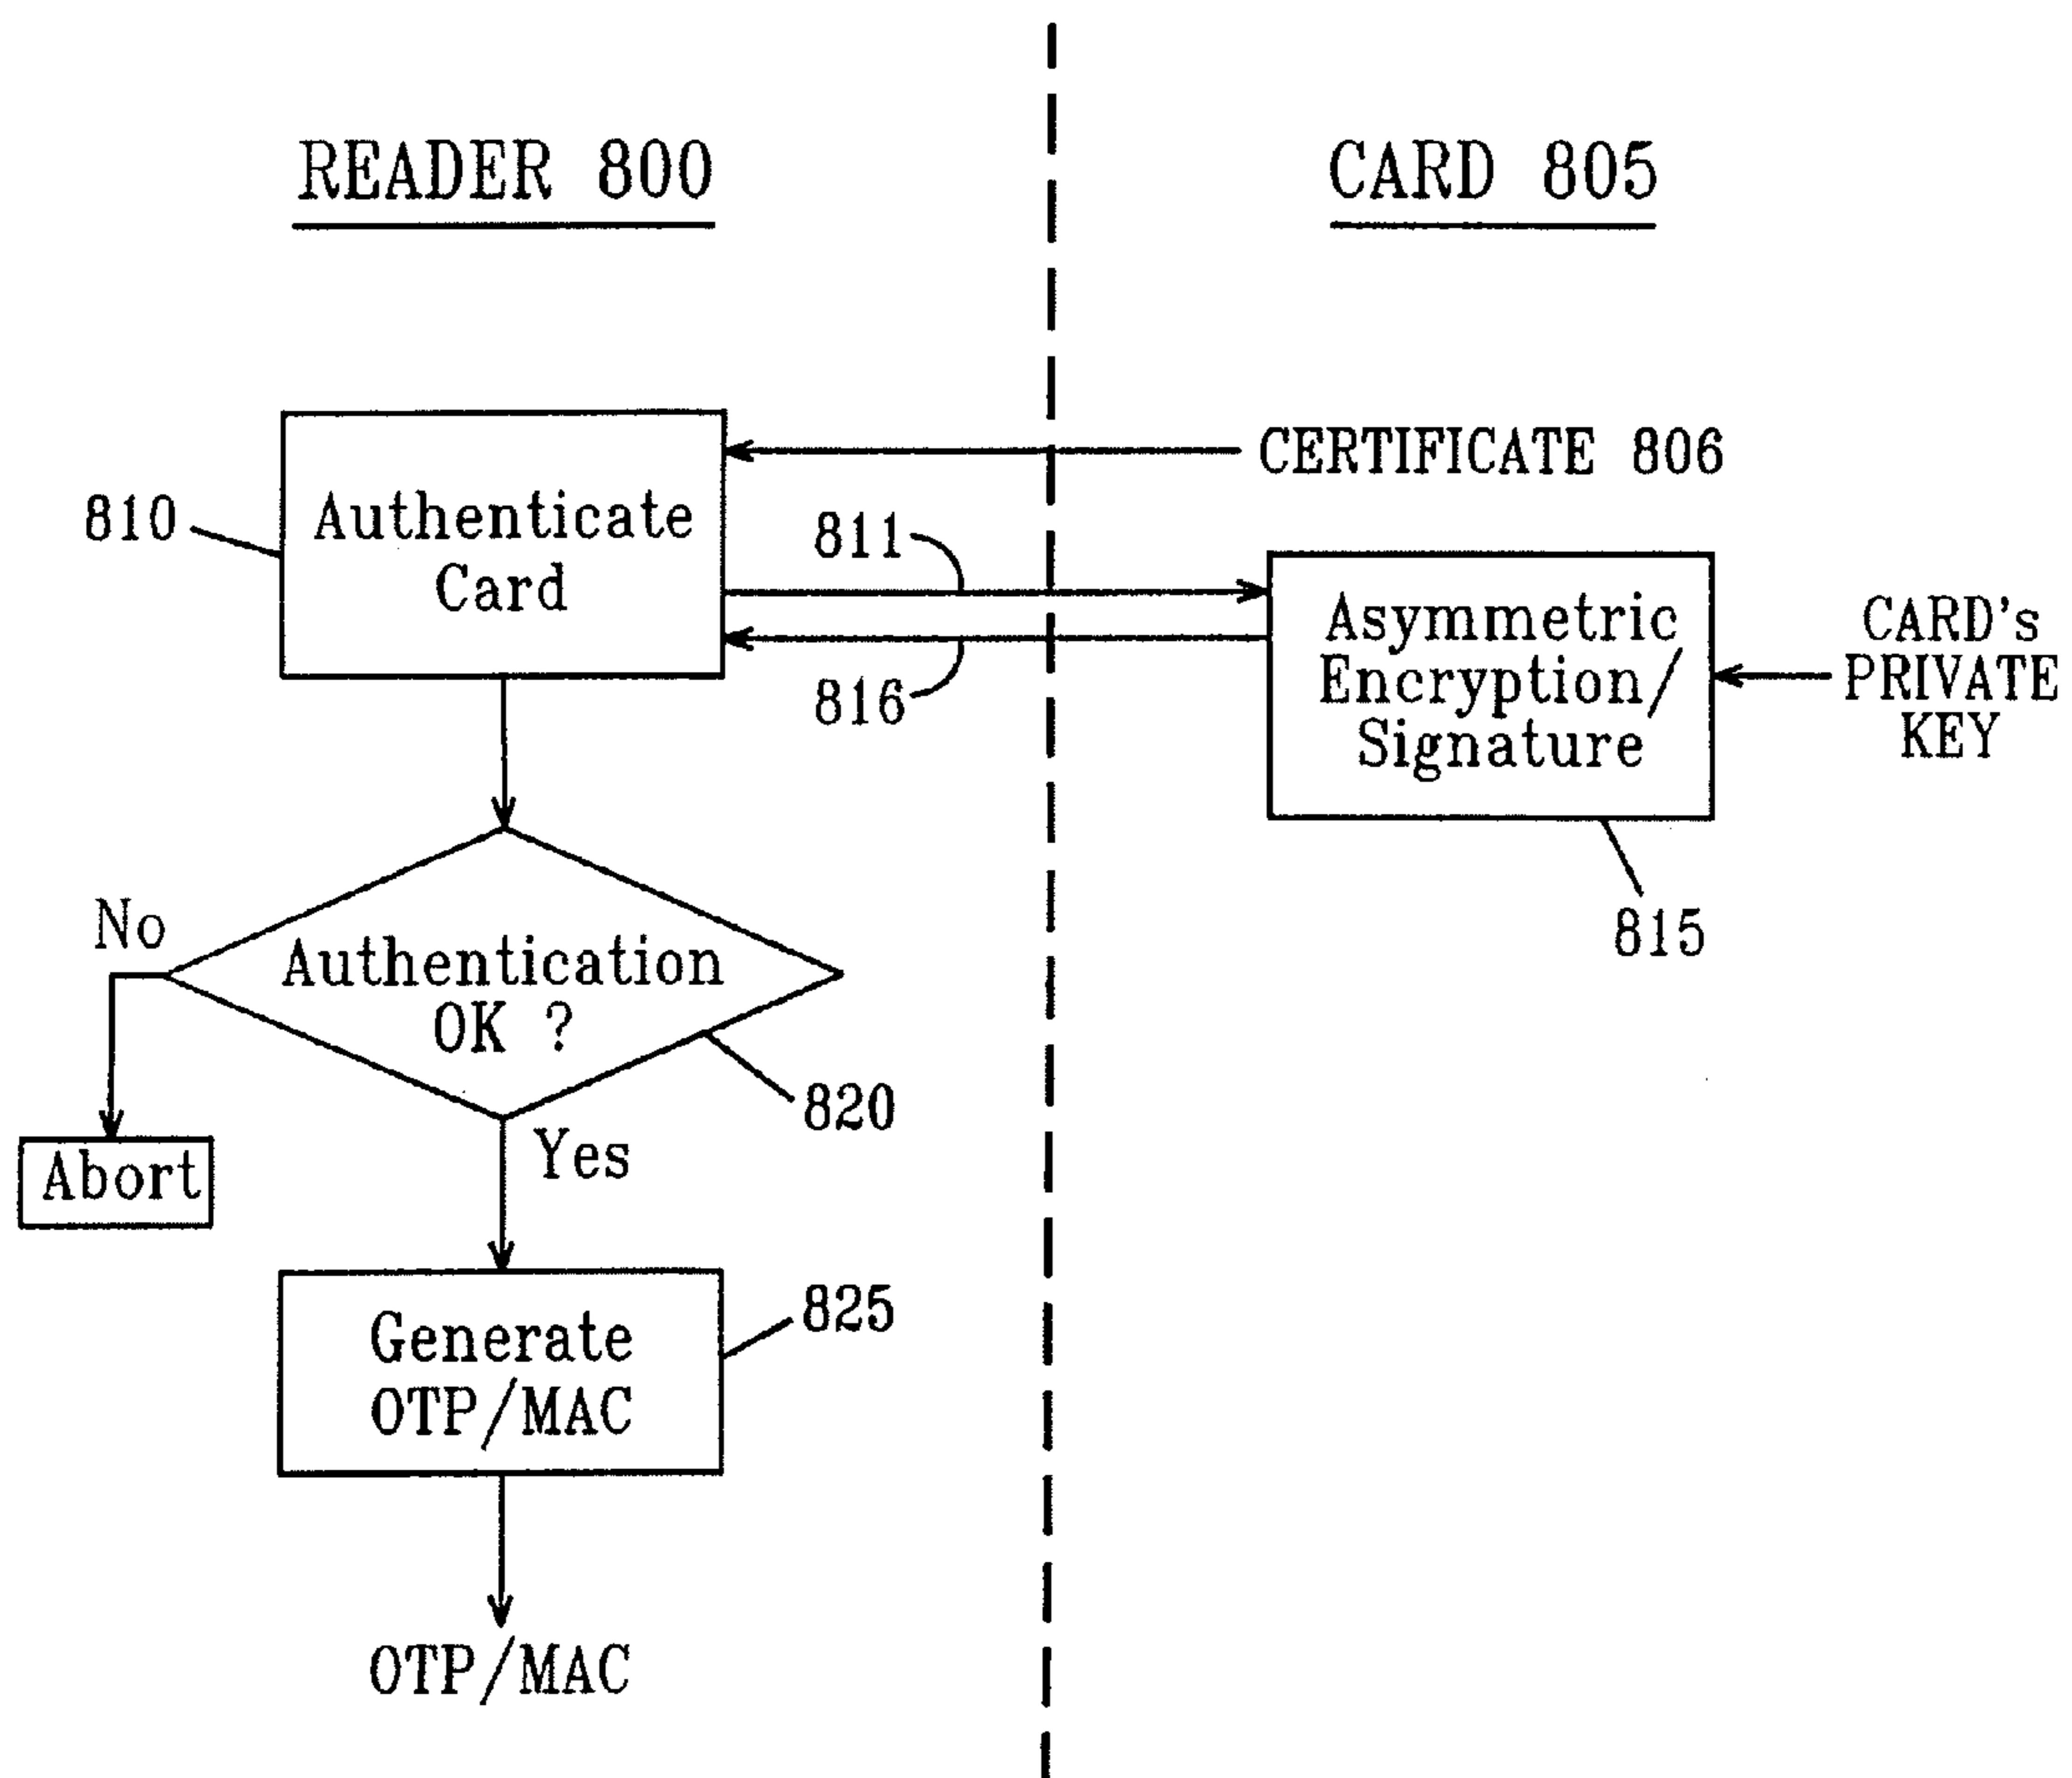 READER 800
CARD 805
CERTIFICATE 806
810
Authenticate
Card
811
816
Asymmetric
Encryption/
Signature
CARD's
PRIVATE
KEY
815
No
Authentication
OK ?
820
Abort
Yes
Generate
OTP/MAC
825
OTP/MAC